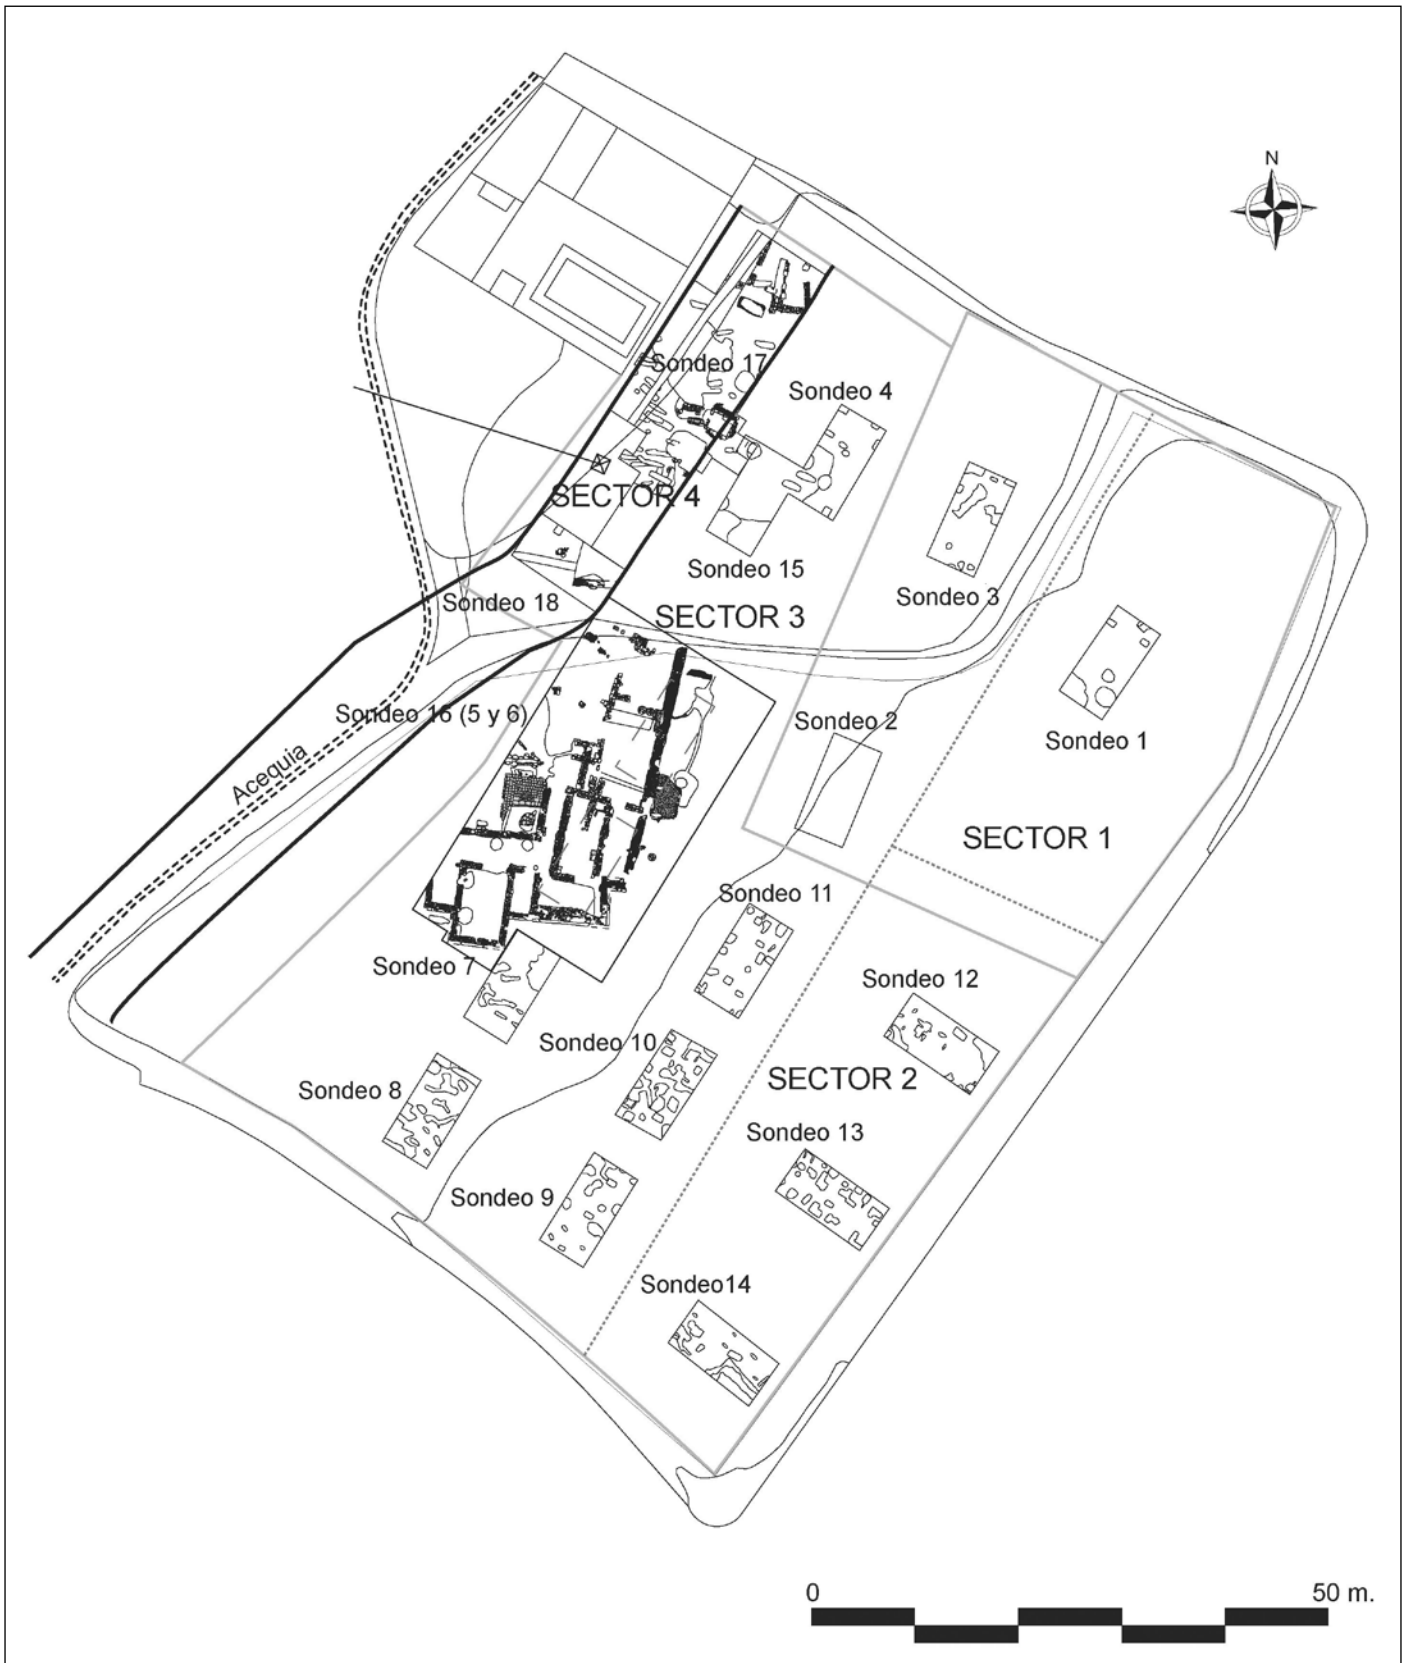 N
Sondeo 17
Sondeo 4
SECTOR 4
Sondeo 15
Sondeo 3
Sondeo 18
SECTOR 3
Sondeo 16 (5 y 6)
Sondeo 2
Sondeo 1
Acequia
SECTOR 1
Sondeo 11
Sondeo 7
Sondeo 12
Sondeo 10
SECTOR 2
Sondeo 8
Sondeo 13
Sondeo 9
Sondeo14
0
50 m.